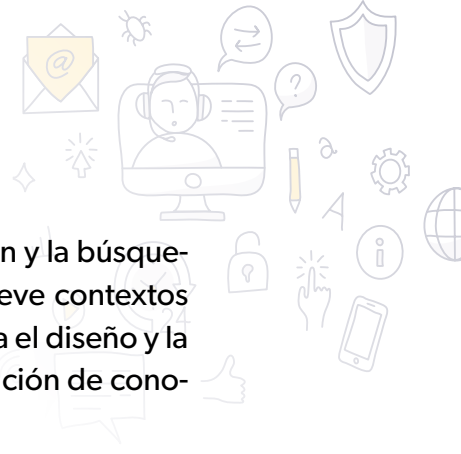 n y la búsque-
eve contextos
a el diseño y la
ción de cono-